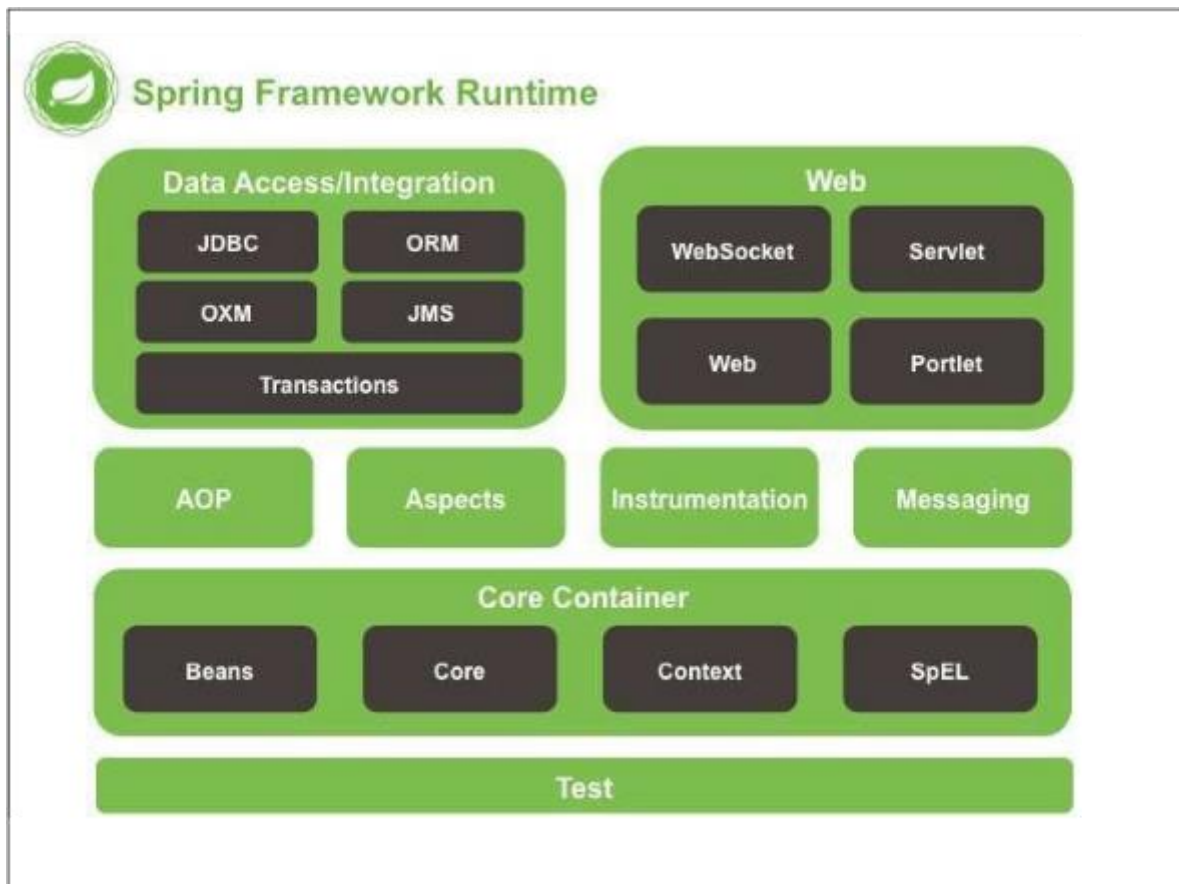 Spring Framework Runtime
Data Access/Integration
JDBC
ORM
OXM
JMS
Transactions
Web
WebSocket
Servlet
Web
Portlet
AOP
Aspects
Instrumentation
Messaging
Core Container
Beans
Core
Context
SpEL
Test